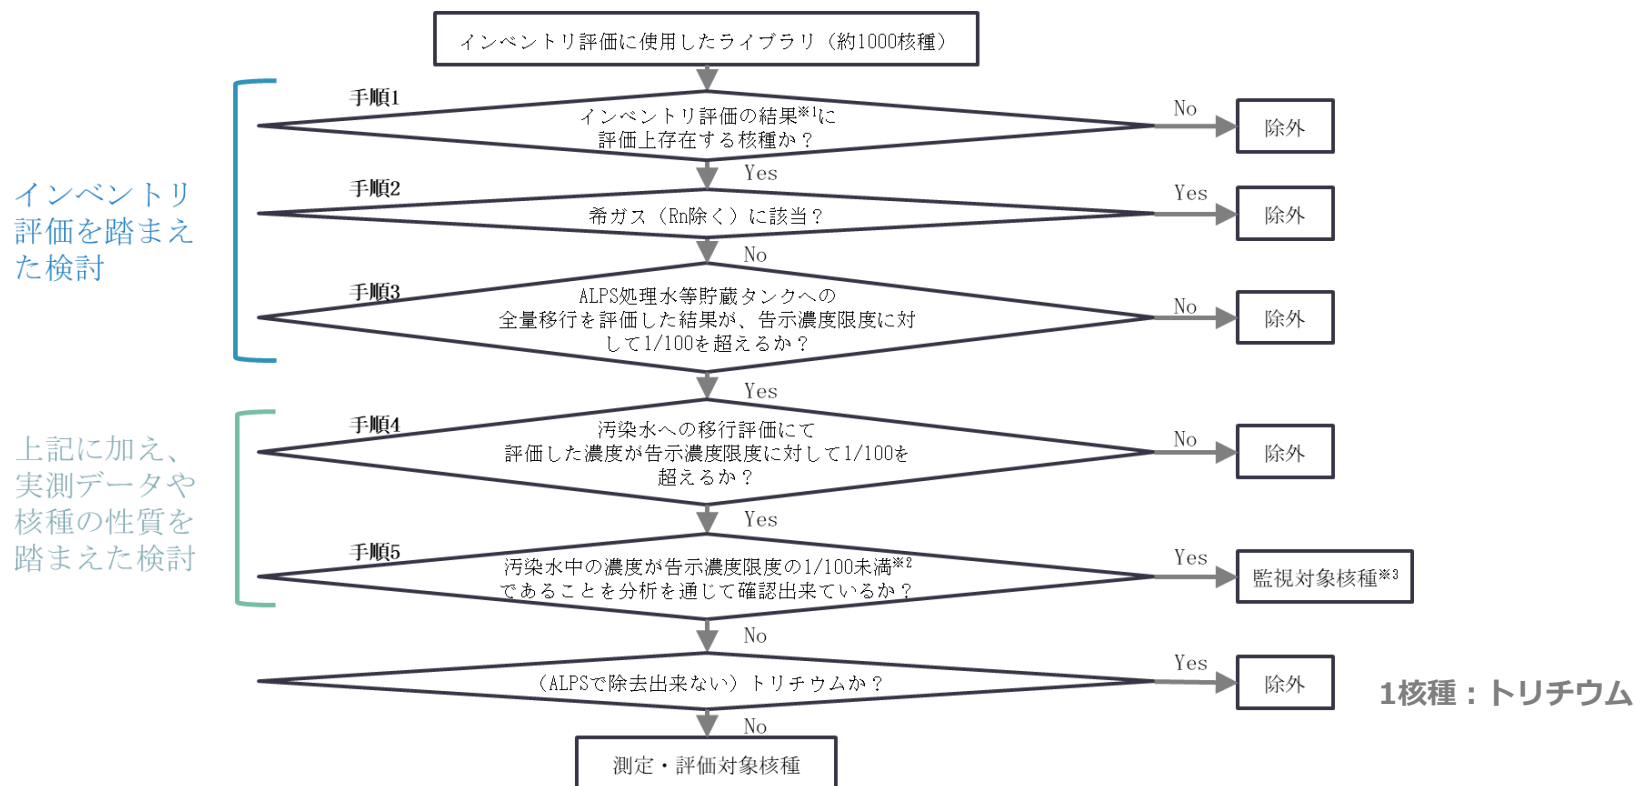 インベントリ評価に使用したライブラリ（約1000核種）
手順1
インベントリ評価の結果※1に
評価上存在する核種か？
No
除外
Yes
インベントリ
評価を踏まえ
た検討
手順2
希ガス（Rn除く）に該当？
Yes
除外
No
手順3
ALPS処理水等貯蔵タンクへの
全量移行を評価した結果が、告示濃度限度に対
して1/100を超えるか？
No
除外
Yes
上記に加え、
実測データや
核種の性質を
踏まえた検討
手順4
汚染水への移行評価にて
評価した濃度が告示濃度限度に対して1/100を
超えるか？
No
除外
Yes
手順5
汚染水中の濃度が告示濃度限度の1/100未満※2
であることを分析を通じて確認出来ているか？
Yes
監視対象核種※3
No
（ALPSで除去出来ない）トリチウムか？
Yes
除外
1核種：トリチウム
No
測定・評価対象核種